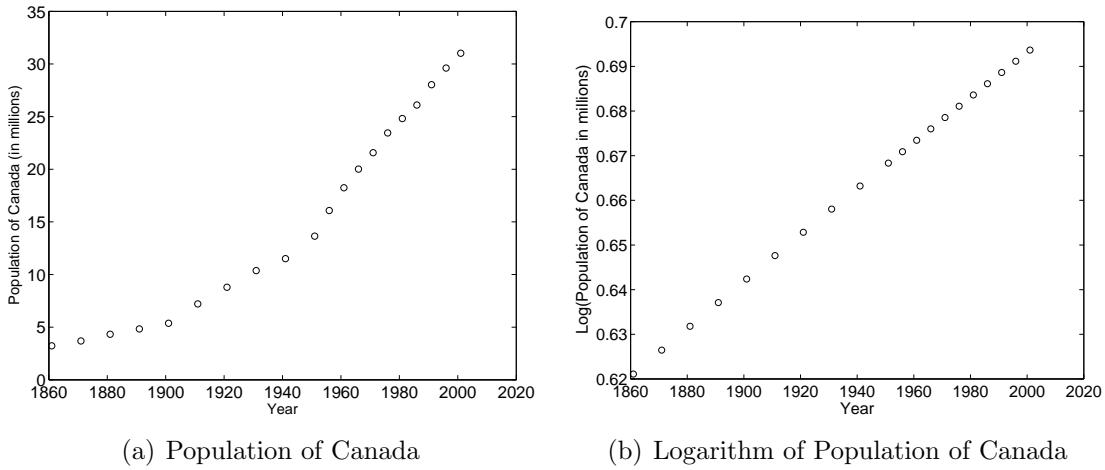 35
30
25
20
15
10
5
0
Population of Canada (in millions)
1860 1880 1900 1920 1940 1960 1980 2000 2020
Year
(a) Population of Canada
0.7
0.69
0.68
0.67
0.66
0.65
0.64
0.63
0.62
Log(Population of Canada in millions)
1860 1880 1900 1920 1940 1960 1980 2000 2020
Year
(b) Logarithm of Population of Canada